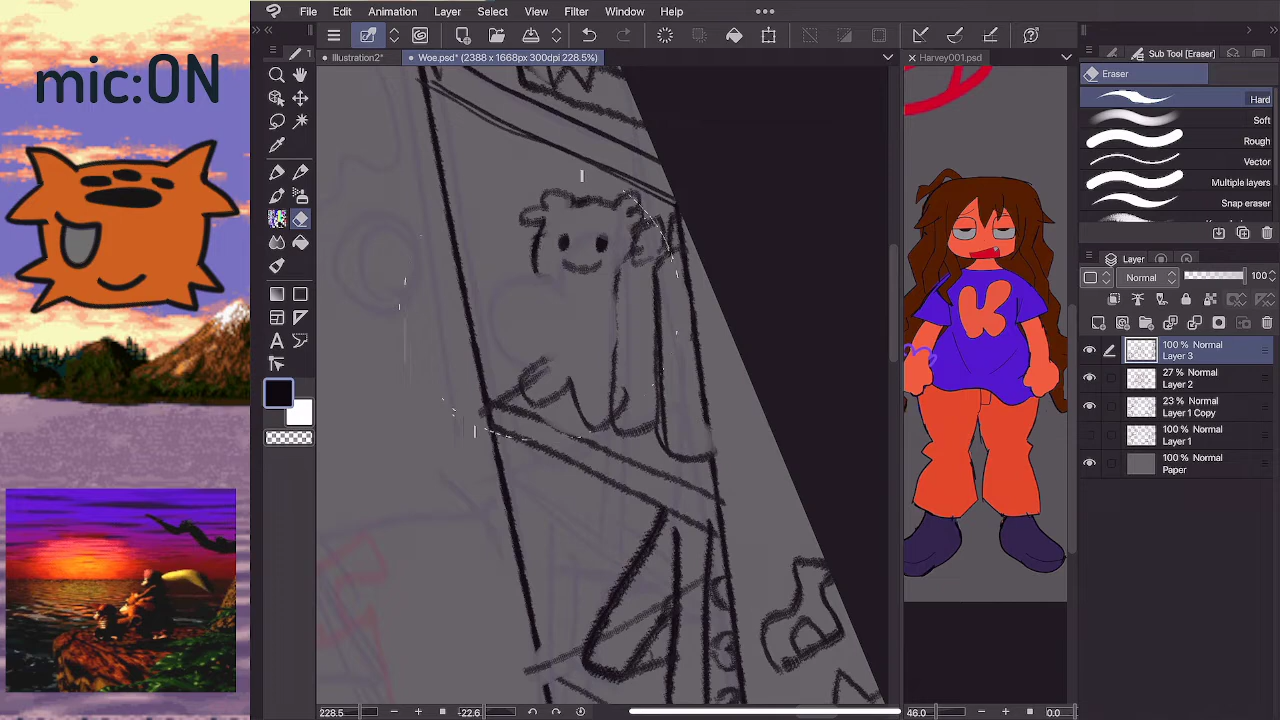 mic:ON
File Edit Animation Layer Select View Filter Window Help
Illustration2*
Woe.psd* (2388 x 1668px 300dpi 228.5%)
Harvey001.psd
Sub Tool[Eraser]
Eraser
Hard
Soft
Rough
Vector
Multiple layer
Snap eraser
Layer
Normal
100
100 % Normal
Layer 3
27 % Normal
Layer 2
23 % Normal
Layer 1 Copy
100 % Normal
Layer 1
100 % Normal
Paper
K
228.5
-22.6
46.0
0.0